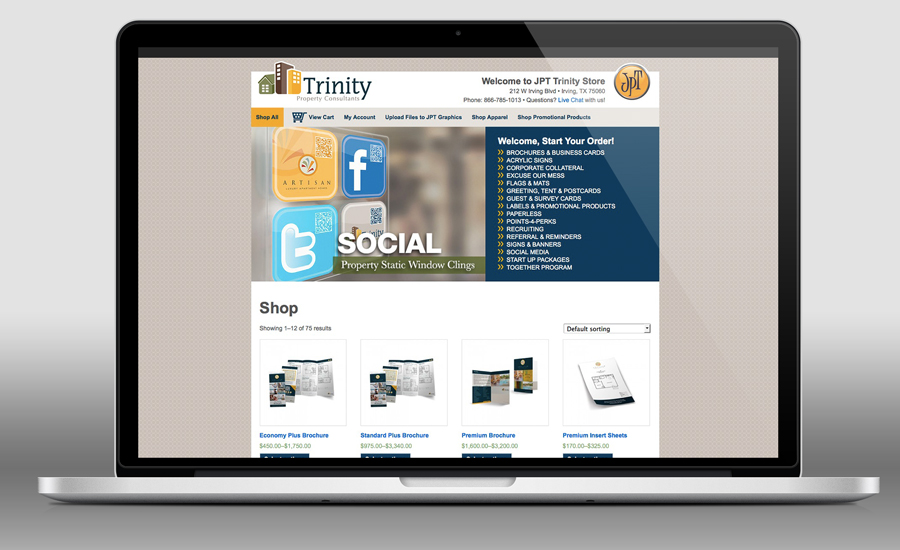 Trinity
Property Consultants
Welcome to JPT Trinity Store
212 W Irving Blvd • Irving, TX 75060
Phone: 866-785-1013 • Questions? Live Chat with us!
JPT
Shop All
View Cart
My Account
Upload Files to JPT Graphics
Shop Apparel
Shop Promotional Products
ARTISAN
SOCIAL
Property Static Window Clings
Welcome, Start Your Order!
BROCHURES & BUSINESS CARDS
ACRYLIC SIGNS
CORPORATE COLLATERAL
EXCUSE OUR MESS
FLAGS & MATS
GREETING, TENT & POSTCARDS
GUEST & SURVEY CARDS
LABELS & PROMOTIONAL PRODUCTS
PAPERLESS
POINTS-4-PERKS
RECRUITING
REFERRAL & REMINDERS
SIGNS & BANNERS
SOCIAL MEDIA
START UP PACKAGES
TOGETHER PROGRAM
Shop
Showing 1–12 of 75 results
Default sorting
Economy Plus Brochure
$450.00–$1,750.00
Standard Plus Brochure
$975.00–$3,340.00
Premium Brochure
$1,600.00–$3,200.00
Premium Insert Sheets
$170.00–$325.00